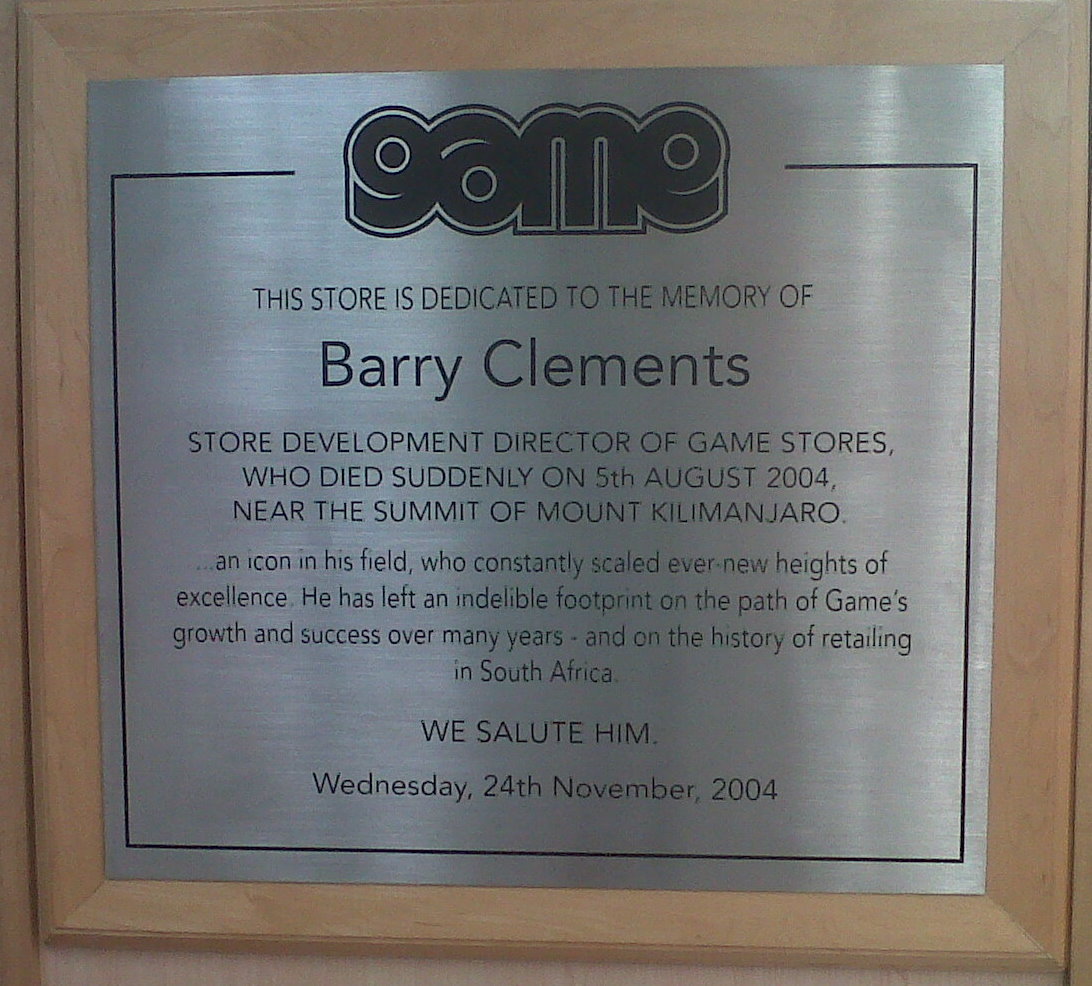 game
THIS STORE IS DEDICATED TO THE MEMORY OF
Barry Clements
STORE DEVELOPMENT DIRECTOR OF GAME STORES,
WHO DIED SUDDENLY ON 5th AUGUST 2004,
NEAR THE SUMMIT OF MOUNT KILIMANJARO.
...an icon in his field, who constantly scaled ever-new heights of
excellence. He has left an indelible footprint on the path of Game's
growth and success over many years - and on the history of retailing
in South Africa.
WE SALUTE HIM.
Wednesday, 24th November, 2004